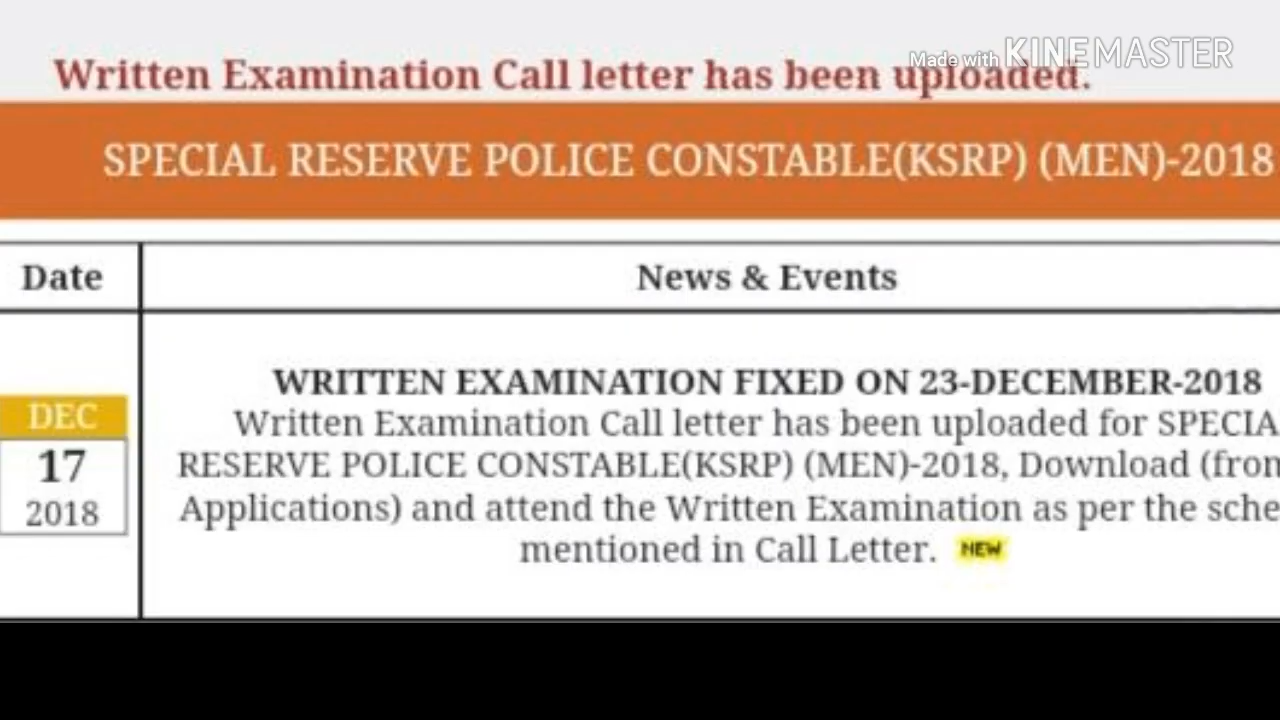 Made with KINEMASTER
Written Examination Call letter has been uploaded.
SPECIAL RESERVE POLICE CONSTABLE(KSRP) (MEN)-2018
Date
News & Events
WRITTEN EXAMINATION FIXED ON 23-DECEMBER-2018
DEC
17
2018
Written Examination Call letter has been uploaded for SPECIA
RESERVE POLICE CONSTABLE(KSRP) (MEN)-2018, Download (from
Applications) and attend the Written Examination as per the sche
mentioned in Call Letter. NEW